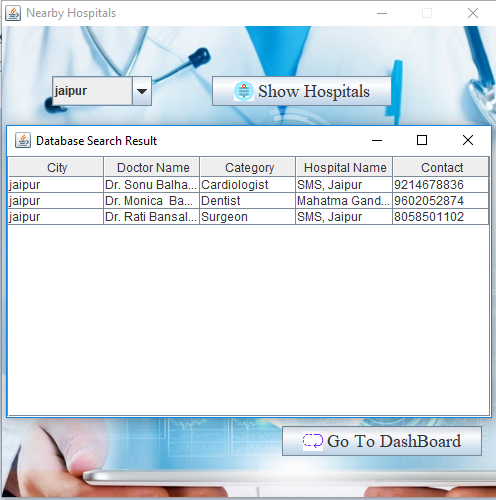 Nearby Hospitals
jaipur
Show Hospitals
Database Search Result
City Doctor Name Category Hospital Name Contact
jaipur Dr. Sonu Balha... Cardiologist SMS, Jaipur 9214678836
jaipur Dr. Monica Ba... Dentist Mahatma Gand... 9602052874
jaipur Dr. Rati Bansal... Surgeon SMS, Jaipur 8058501102
Go To DashBoard